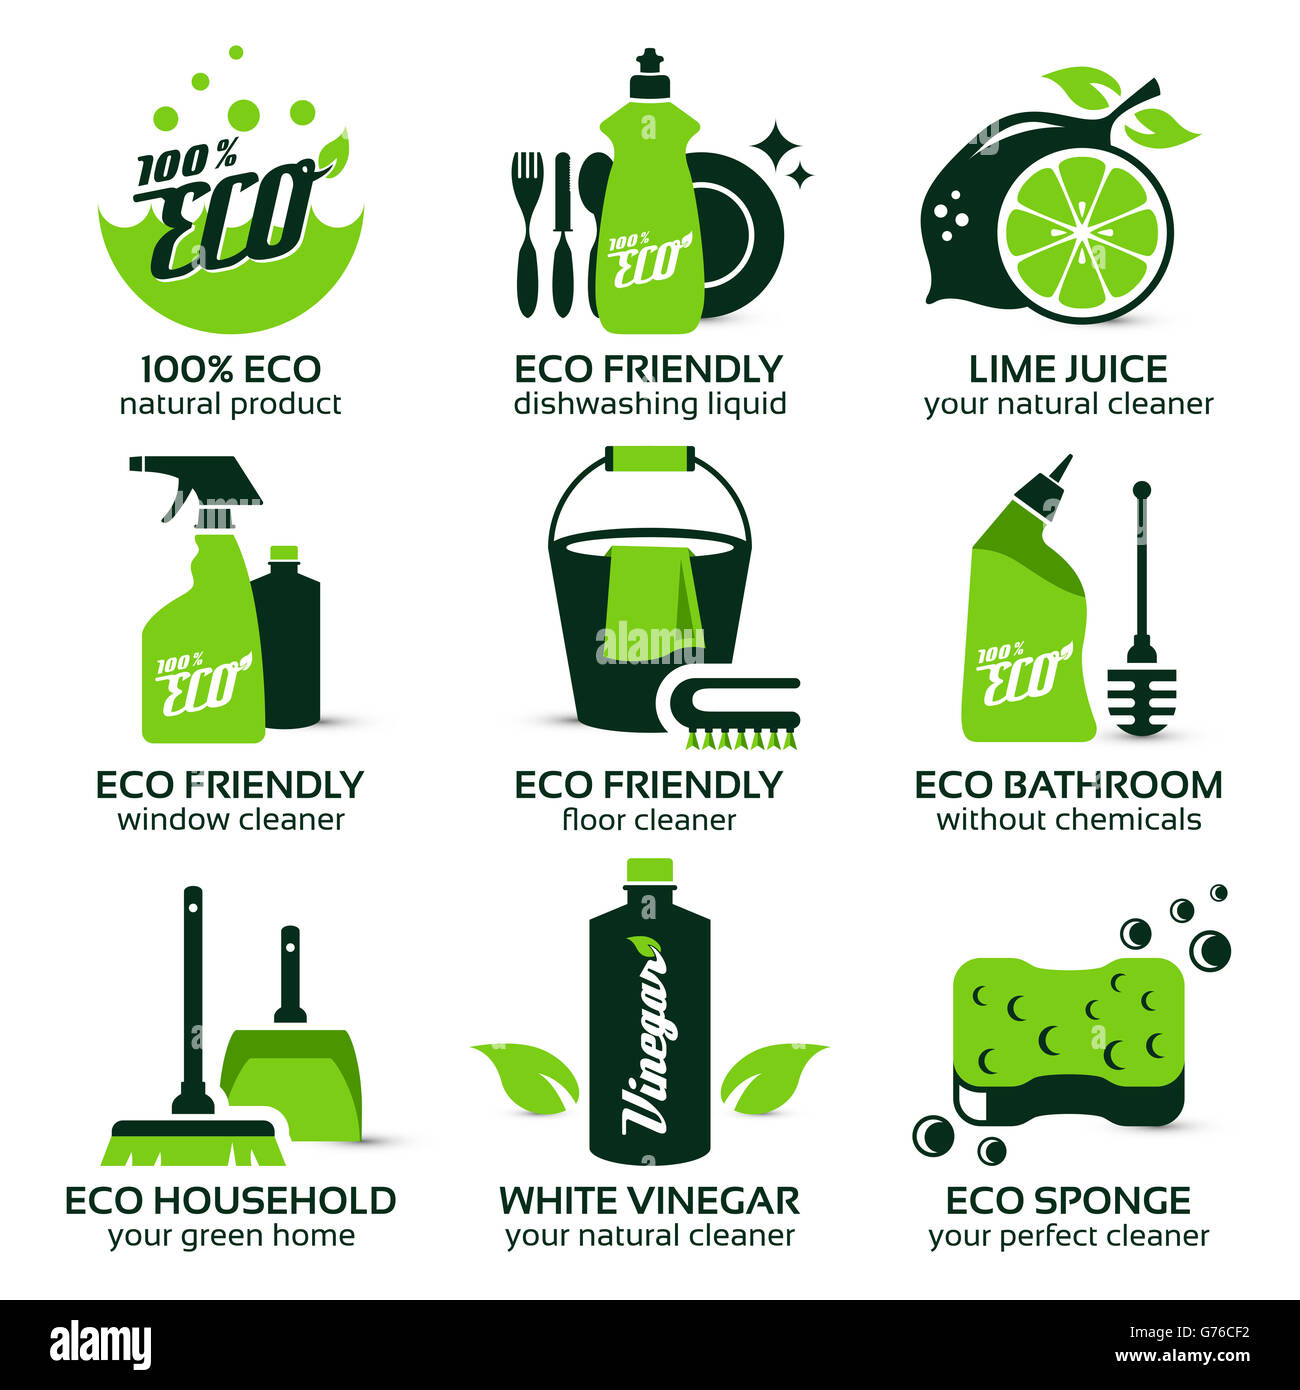 100%
ECO
100% ECO
natural product
100%
ECO
ECO FRIENDLY
dishwashing liquid
LIME JUICE
your natural cleaner
100%
ECO
ECO FRIENDLY
window cleaner
ECO FRIENDLY
floor cleaner
100%
ECO
ECO BATHROOM
without chemicals
ECO HOUSEHOLD
your green home
Vinegar
WHITE VINEGAR
your natural cleaner
ECO SPONGE
your perfect cleaner
alamy
Image ID: G76CF2
www.alamy.com